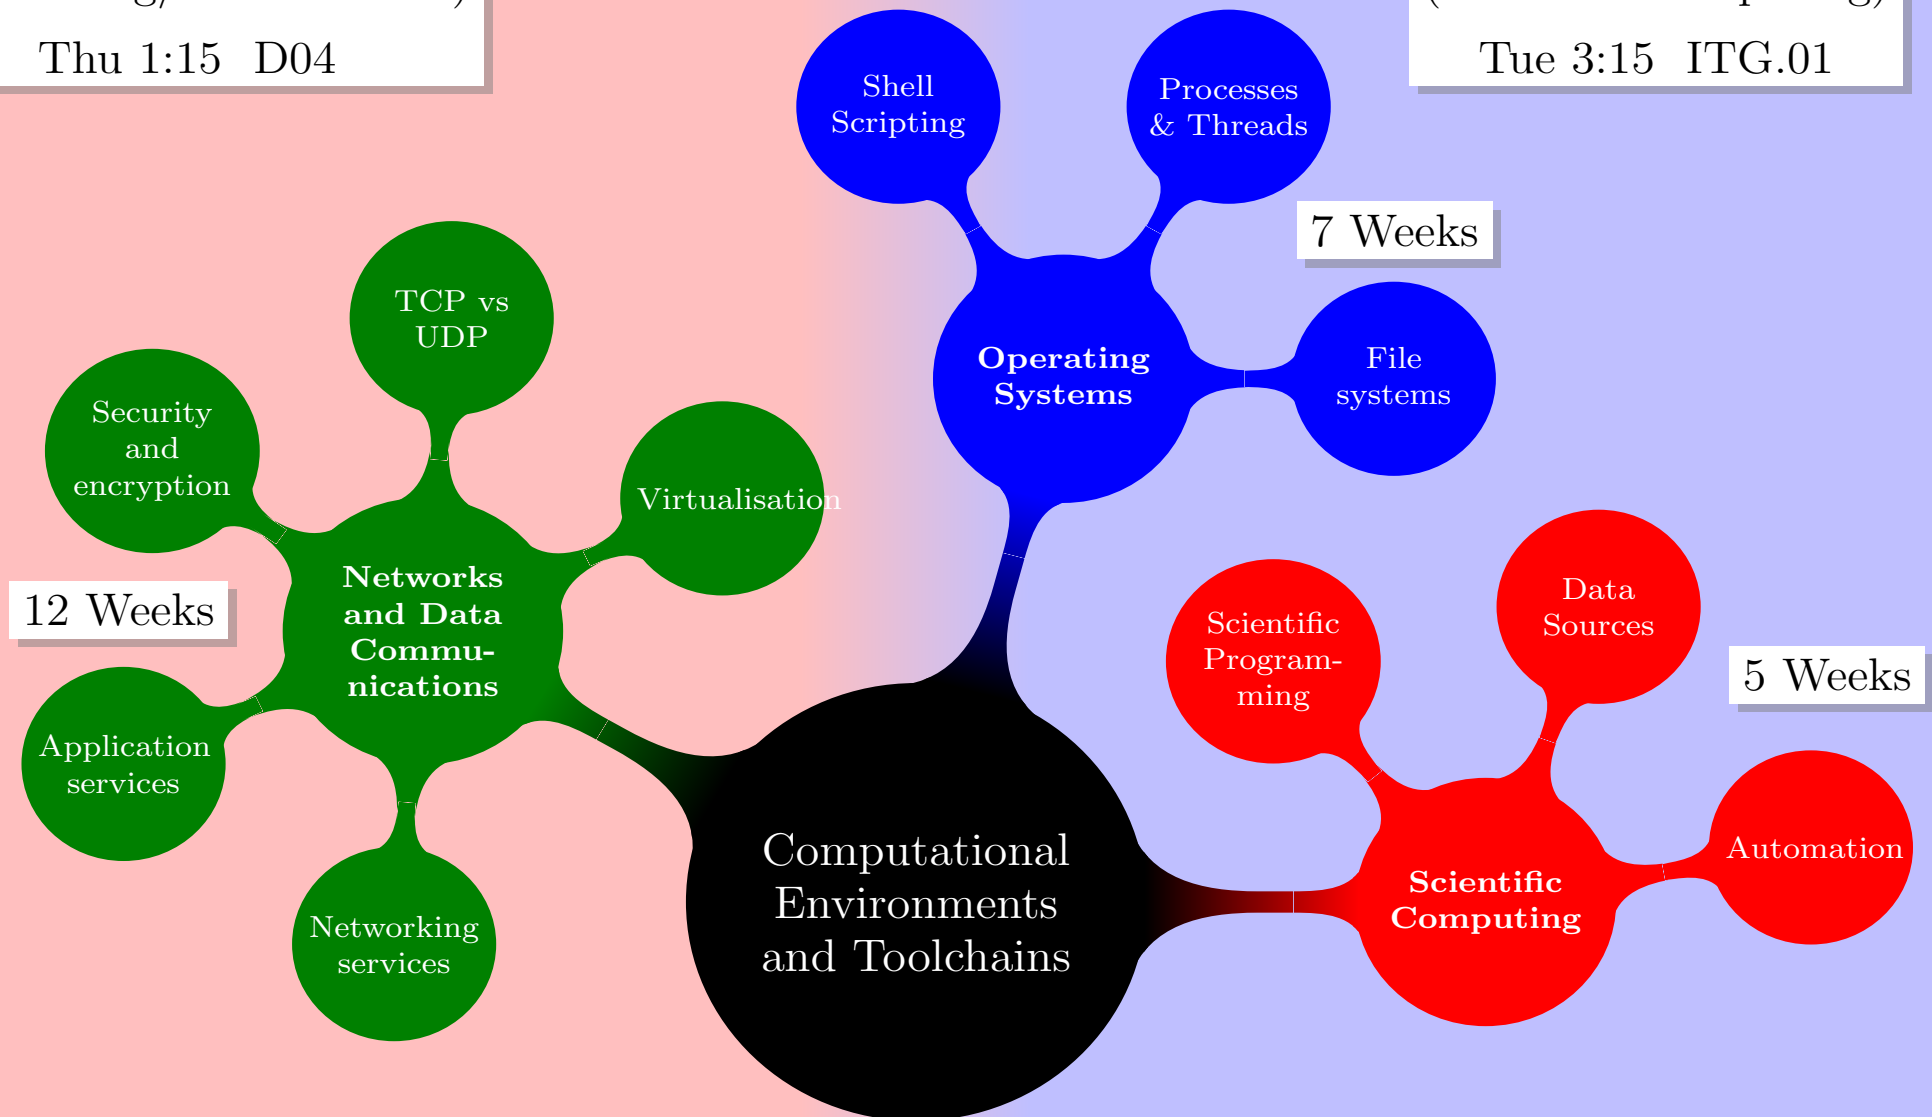 Thu 1:15 D04
Tue 3:15 ITG.01
Shell
Scripting
Processes
& Threads
7 Weeks
Operating
Systems
File
systems
TCP vs
UDP
Security
and
encryption
Virtualisation
12 Weeks
Networks
and Data
Commu-
nications
Application
services
Networking
services
Computational
Environments
and Toolchains
Scientific
Program-
ming
Data
Sources
5 Weeks
Scientific
Computing
Automation